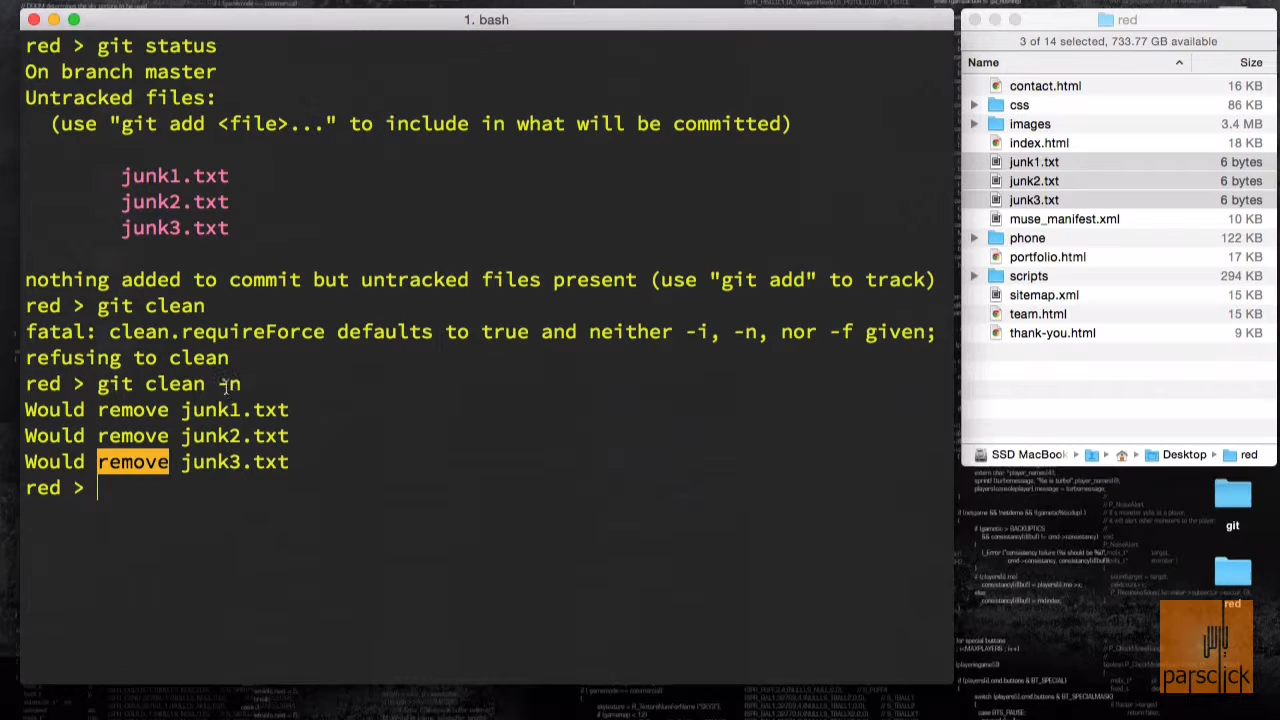 1. bash
red > git status
On branch master
Untracked files:
(use "git add <file>..." to include in what will be committed)
junk1.txt
junk2.txt
junk3.txt
nothing added to commit but untracked files present (use "git add" to track)
red > git clean
fatal: clean.requireForce defaults to true and neither -i, -n, nor -f given;
refusing to clean
red > git clean -n
Would remove junk1.txt
Would remove junk2.txt
Would remove junk3.txt
red >
red
3 of 14 selected, 733.77 GB available
Name Size
contact.html 16 KB
css 86 KB
images 3.4 MB
index.html 18 KB
junk1.txt 6 bytes
junk2.txt 6 bytes
junk3.txt 6 bytes
muse_manifest.xml 10 KB
phone 122 KB
portfolio.html 17 KB
scripts 294 KB
sitemap.xml 15 KB
team.html 15 KB
thank-you.html 9 KB
SSD MacBook Desktop red
git
red
پارس
parsclick